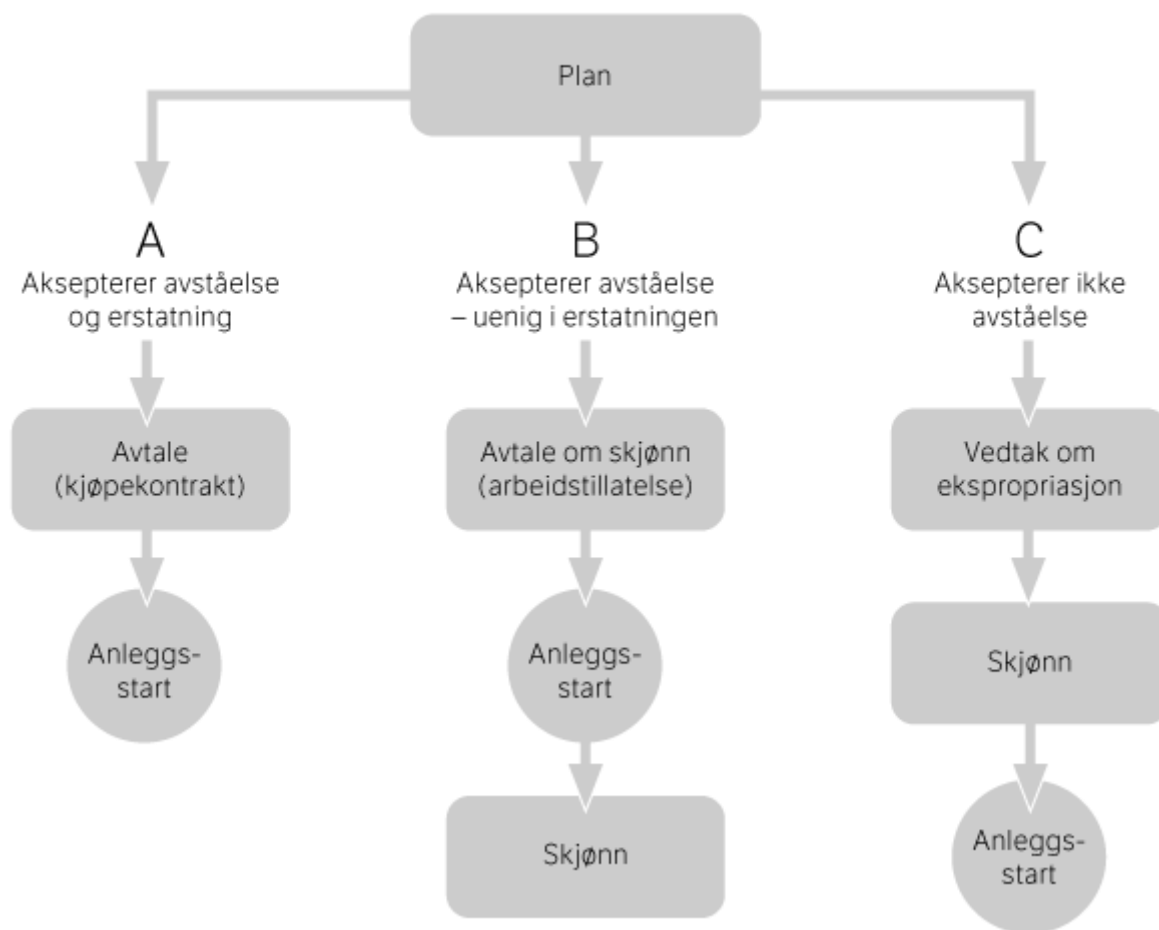 Plan
A
Aksepterer avståelse
og erstatning
Avtale
(kjøpekontrakt)
Anleggs-
start
B
Aksepterer avståelse
– uenig i erstatningen
Avtale om skjønn
(arbeidstillatelse)
Anleggs-
start
Skjønn
C
Aksepterer ikke
avståelse
Vedtak om
ekspropriasjon
Skjønn
Anleggs-
start